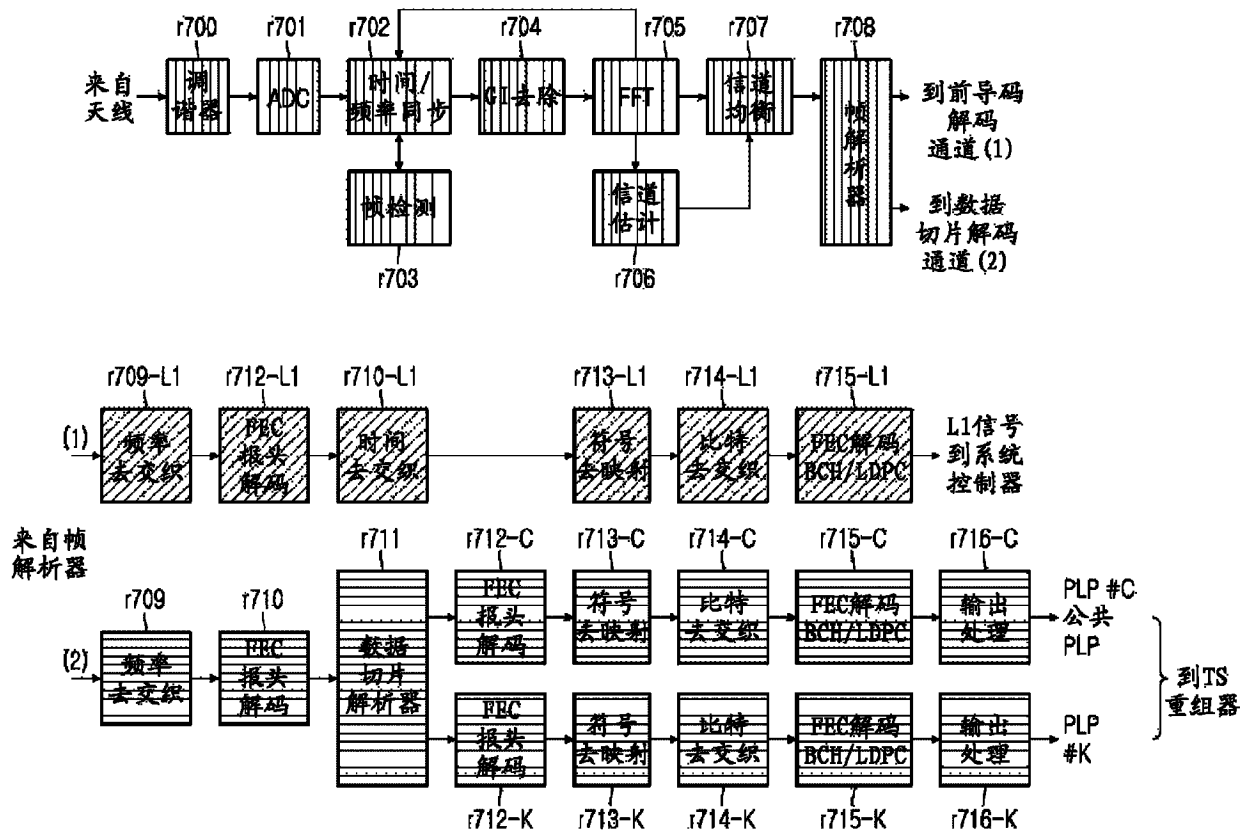 r700 r701 r702 r704 r705 r707 r708
来自
天线
调
谐器
ADC
时间/
频率同步
GI去除
FFT
信道
均衡
帧解析器
到前导码
解码
通道(1)
帧检测
信道
估计
到数据
切片解码
通道(2)
r703 r706
r709-L1 r712-L1 r710-L1 r713-L1 r714-L1 r715-L1
(1)
频率
去交织
FEC
报头
解码
时间
去交织
符号
去映射
比特
去交织
FEC解码
BCH/LDPC
L1信号
到系统
控制器
来自帧
解析器
r711 r712-C r713-C r714-C r715-C r716-C
FEC
报头
解码
符号
去映射
比特
去交织
FEC解码
BCH/LDPC
输出
处理
PLP #C
公共
PLP
r709 r710
(2)
频率
去交织
FEC
报头
解码
数据
切片
解析器
到TS
重组器
FEC
报头
解码
符号
去映射
比特
去交织
FEC解码
BCH/LDPC
输出
处理
PLP
#K
r712-K r713-K r714-K r715-K r716-K